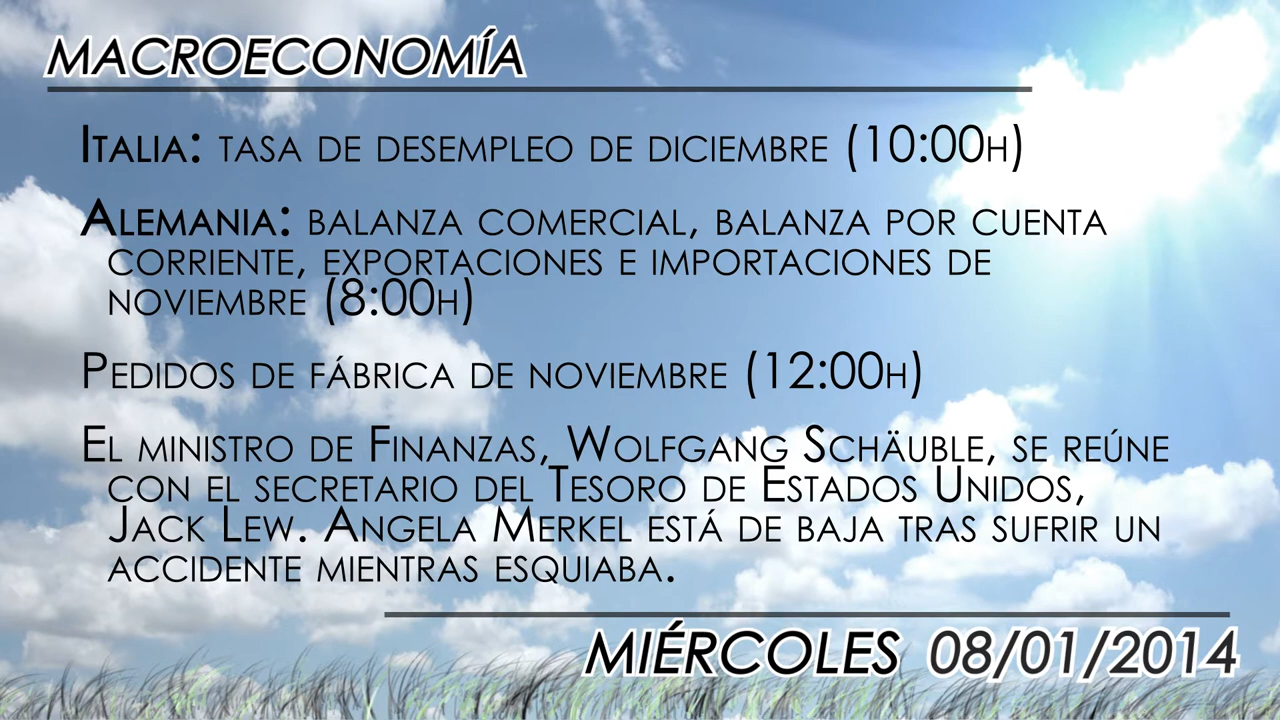 MACROECONOMÍA
Italia: tasa de desempleo de diciembre (10:00h)
Alemania: balanza comercial, balanza por cuenta
corriente, exportaciones e importaciones de
noviembre (8:00h)
Pedidos de fábrica de noviembre (12:00h)
El ministro de Finanzas, Wolfgang Schäuble, se reúne
con el secretario del Tesoro de Estados Unidos,
Jack Lew. Angela Merkel está de baja tras sufrir un
accidente mientras esquiaba.
MIÉRCOLES 08/01/2014